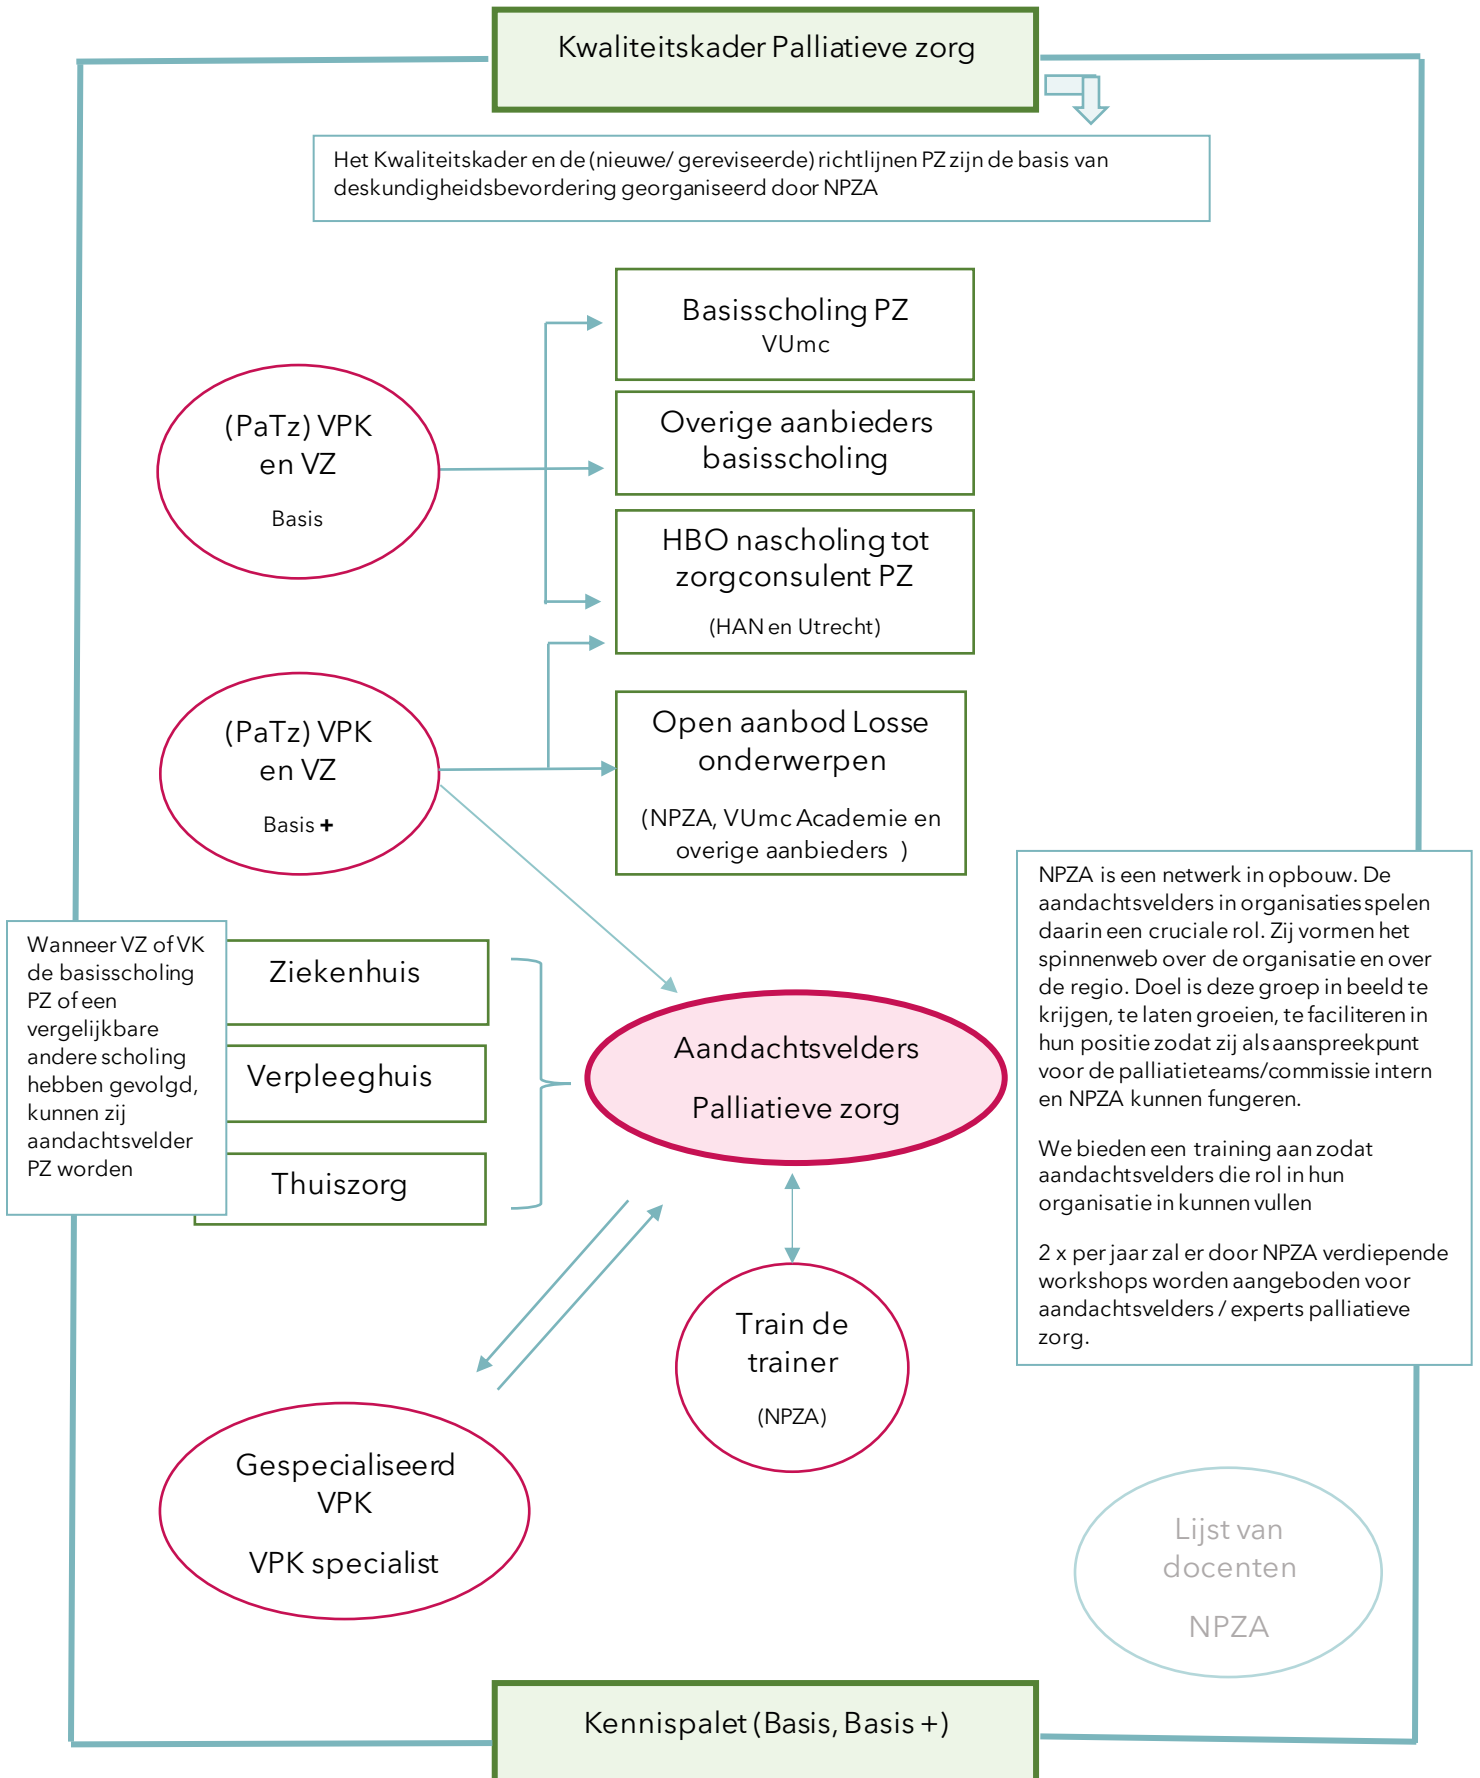 Kwaliteitskader Palliatieve zorg
Het Kwaliteitskader en de (nieuwe/ gereviseerde) richtlijnen PZ zijn de basis van
deskundigheidsbevordering georganiseerd door NPZA
Basisscholing PZ
VUmc
(PaTz) VPK
en VZ
Basis
Overige aanbieders
basisscholing
HBO nascholing tot
zorgconsulent PZ
(HAN en Utrecht)
(PaTz) VPK
en VZ
Basis +
Open aanbod Losse
onderwerpen
(NPZA, VUmc Academie en
overige aanbieders )
Wanneer VZ of VK
de basisscholing
PZ of een
vergelijkbare
andere scholing
hebben gevolgd,
kunnen zij
aandachtsvelder
PZ worden
Ziekenhuis
Verpleeghuis
Thuiszorg
Aandachtsvelders
Palliatieve zorg
NPZA is een netwerk in opbouw. De
aandachtsvelders in organisaties spelen
daarin een cruciale rol. Zij vormen het
spinnenweb over de organisatie en over
de regio. Doel is deze groep in beeld te
krijgen, te laten groeien, te faciliteren in
hun positie zodat zij als aanspreekpunt
voor de palliatieteams/commissie intern
en NPZA kunnen fungeren.
We bieden een training aan zodat
aandachtsvelders die rol in hun
organisatie in kunnen vullen
2 x per jaar zal er door NPZA verdiepende
workshops worden aangeboden voor
aandachtsvelders / experts palliatieve
zorg.
Train de
trainer
(NPZA)
Gespecialiseerd
VPK
VPK specialist
Lijst van
docenten
NPZA
Kennispalet (Basis, Basis +)